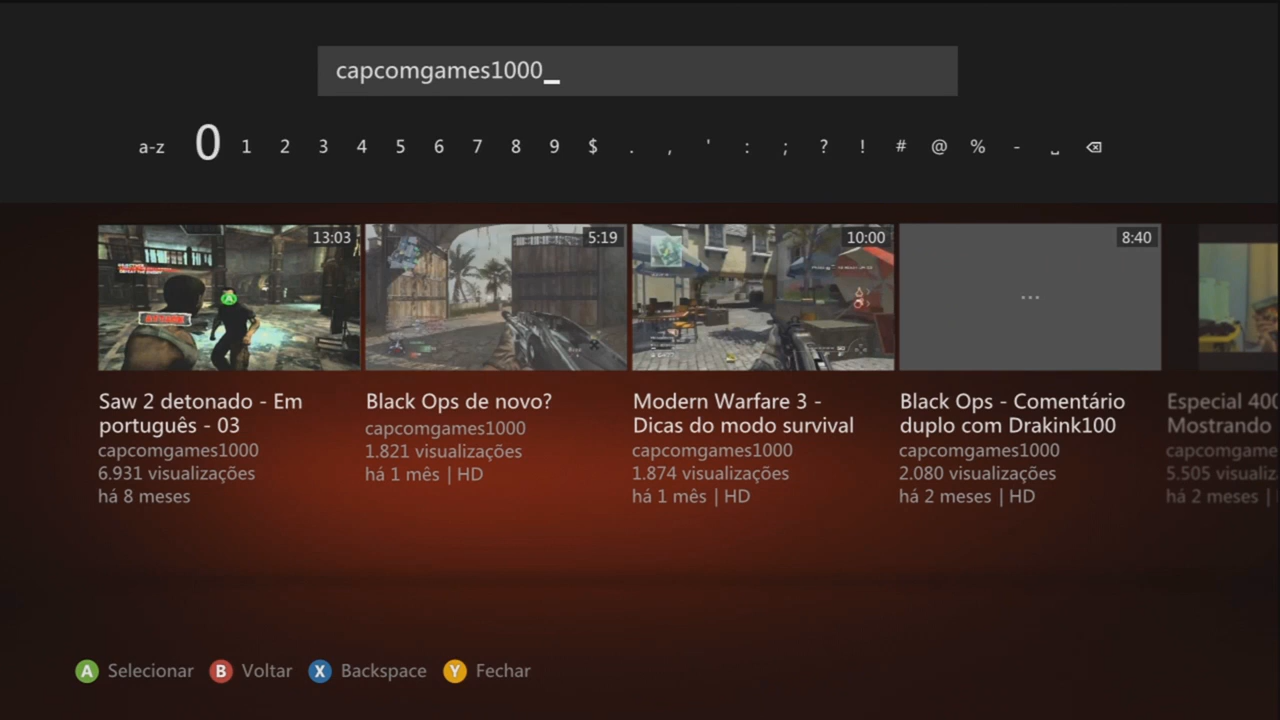 capcomgames1000_
a-z 0 1 2 3 4 5 6 7 8 9 $ . , ' : ; ? ! # @ % - ⎵ ⌫
13:03
5:19
10:00
8:40
...
Saw 2 detonado - Em
português - 03
capcomgames1000
6.931 visualizações
há 8 meses
Black Ops de novo?
capcomgames1000
1.821 visualizações
há 1 mês | HD
Modern Warfare 3 -
Dicas do modo survival
capcomgames1000
1.874 visualizações
há 1 mês | HD
Black Ops - Comentário
duplo com Drakink100
capcomgames1000
2.080 visualizações
há 2 meses | HD
Especial 400
Mostrando
capcomgame
5.505 visualiz
há 2 meses |
A Selecionar B Voltar X Backspace Y Fechar